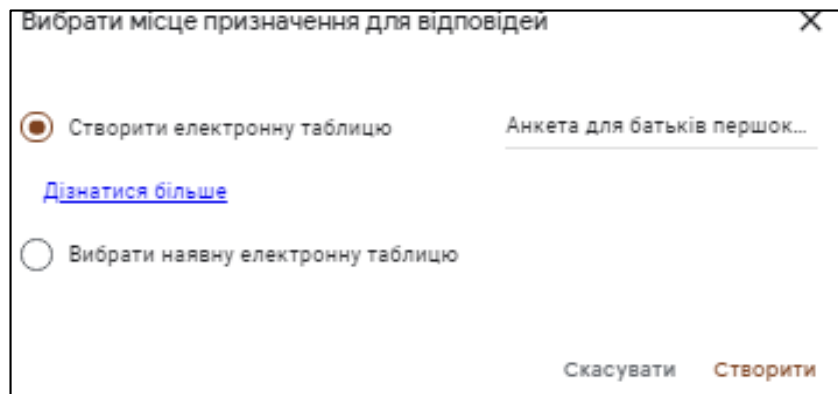 Вибрати місце призначення для відповідей
Створити електронну таблицю Анкета для батьків першок...
Дізнатися більше
Вибрати наявну електронну таблицю
Скасувати Створити